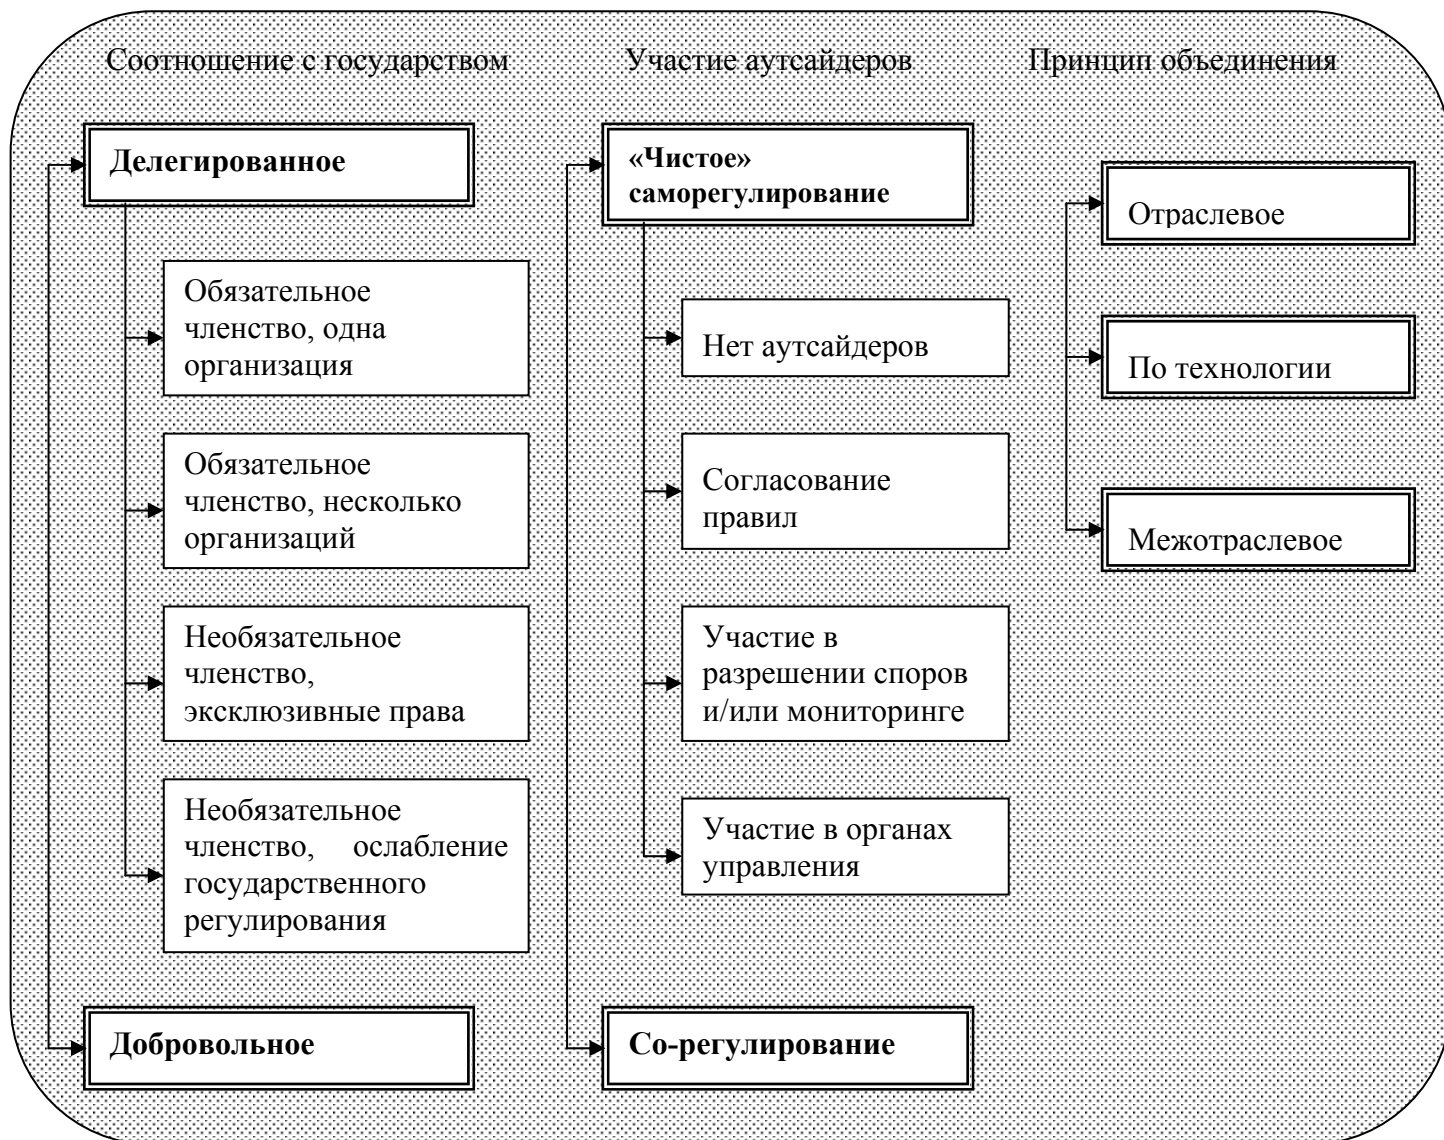 Соотношение с государством
Делегированное
Обязательное
членство, одна
организация
Обязательное
членство, несколько
организаций
Необязательное
членство,
эксклюзивные права
Необязательное
членство, ослабление
государственного
регулирования
Добровольное
Участие аутсайдеров
«Чистое»
саморегулирование
Нет аутсайдеров
Согласование
правил
Участие в
разрешении споров
и/или мониторинге
Участие в органах
управления
Со-регулирование
Принцип объединения
Отраслевое
По технологии
Межотраслевое